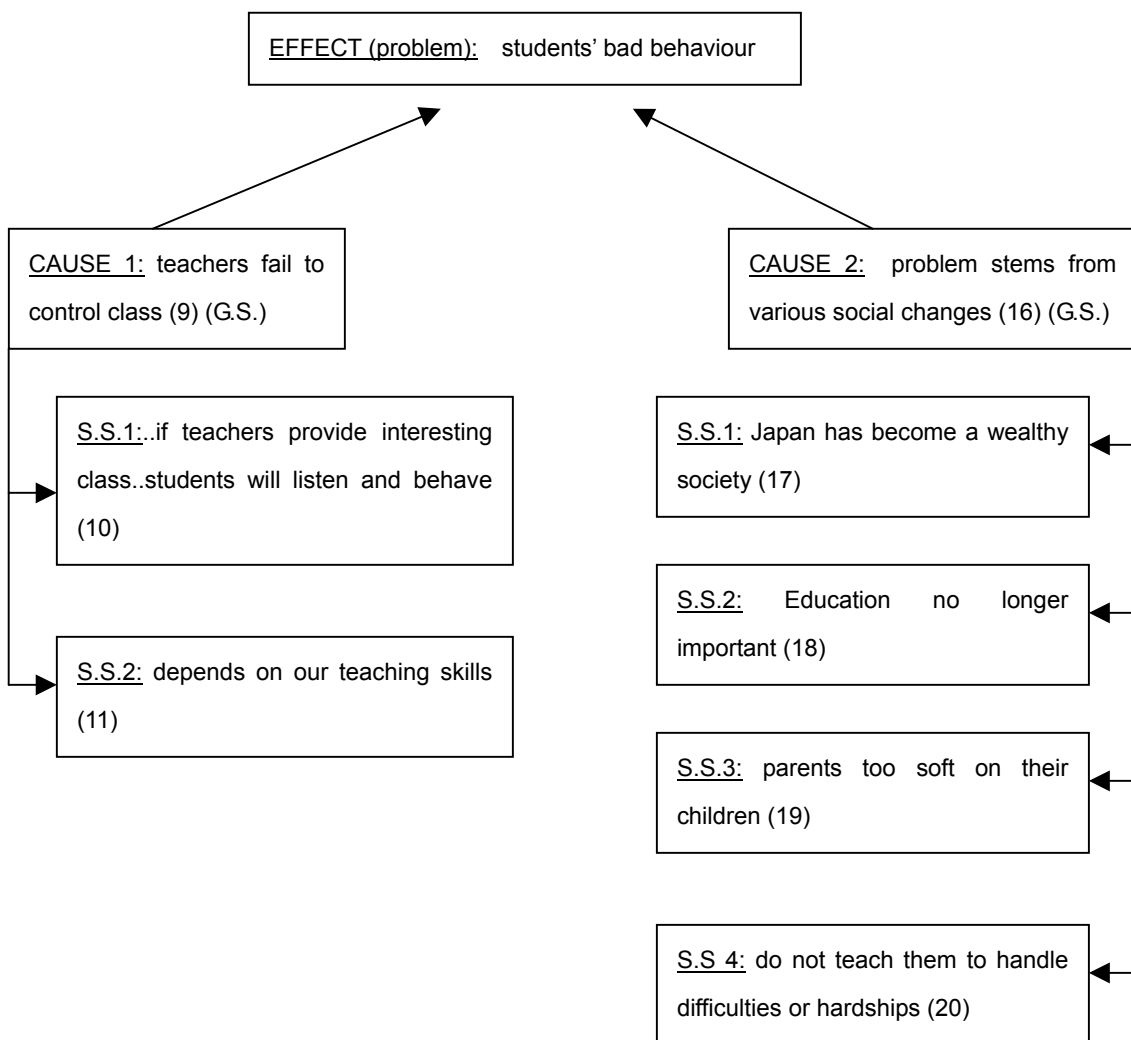 EFFECT (problem): students’ bad behaviour
CAUSE 1: teachers fail to
control class (9) (G.S.)
S.S.1:..if teachers provide interesting
class..students will listen and behave
(10)
S.S.2: depends on our teaching skills
(11)
CAUSE 2: problem stems from
various social changes (16) (G.S.)
S.S.1: Japan has become a wealthy
society (17)
S.S.2: Education no longer
important (18)
S.S.3: parents too soft on their
children (19)
S.S 4: do not teach them to handle
difficulties or hardships (20)